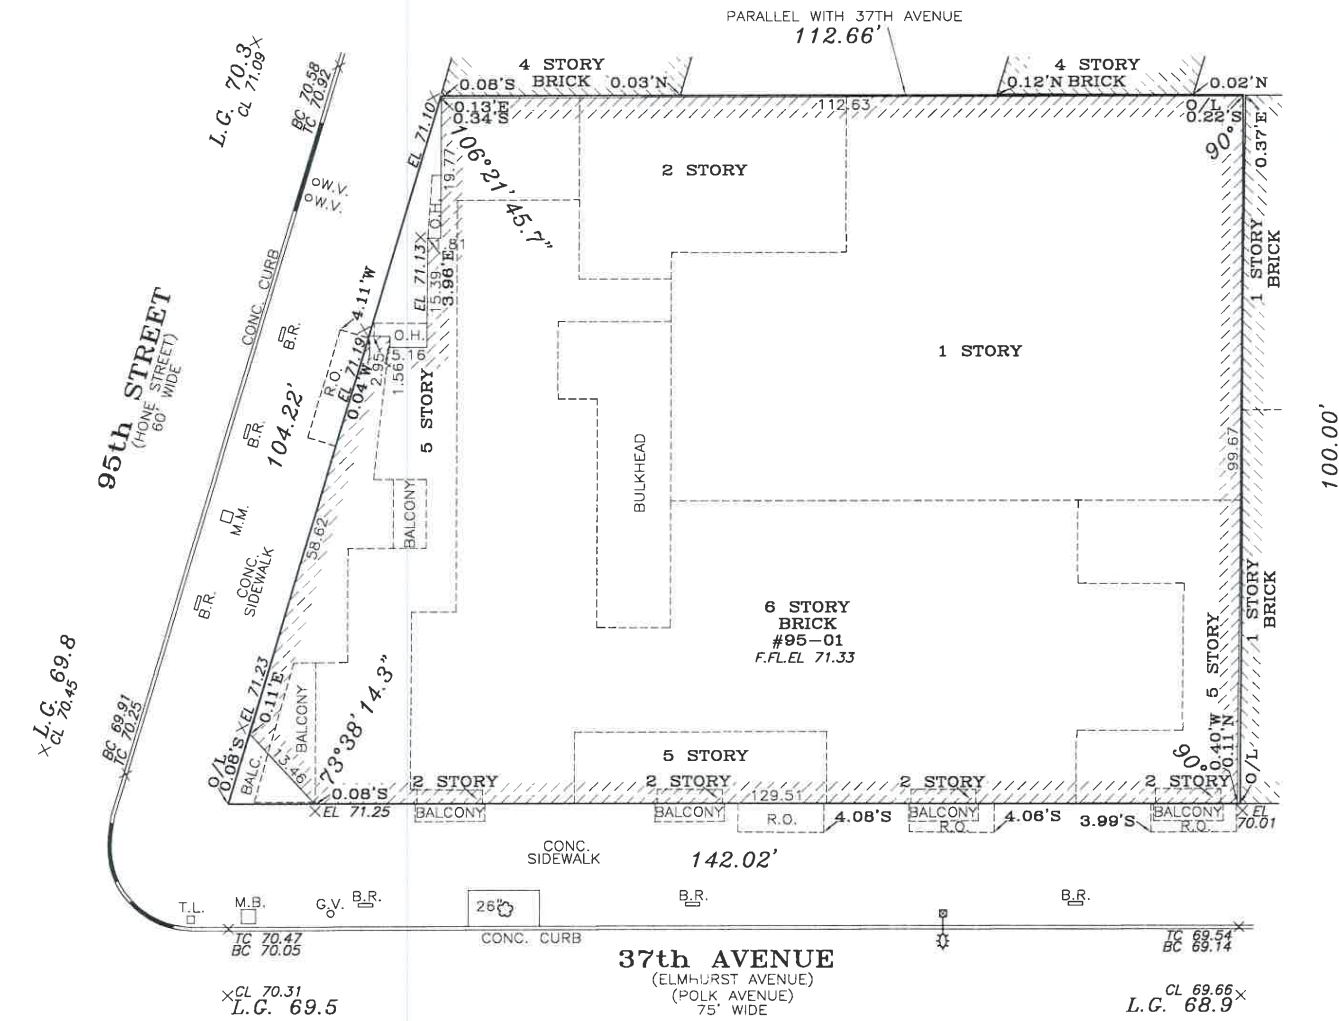 PARALLEL WITH 37TH AVENUE
112.66'
L.G. 70.3
CL 71.09
BC 70.58
TC 70.92
4 STORY
BRICK
0.08'S
0.03'N
4 STORY
BRICK
0.12'N
0.02'N
EL 71.10
0.13'E
0.34'S
112.63
O/L
0.22'S
90°
0.37'E
106°21'45.7"
19.77
2 STORY
W.V.
W.V.
O.H.
EL 71.13
.81
15.39
3.96'E
CONC. CURB
4.11'W
1 STORY
BRICK
95th STREET
(HONE STREET)
60' WIDE
B.R.
O.H.
EL 71.19
0.04'W
2.95
5.16
1.56
R.O.
1 STORY
5 STORY
104.22'
B.R.
BULKHEAD
99.67
100.00'
M.M.
58.62
BALCONY
CONC.
SIDEWALK
B.R.
6 STORY
BRICK
#95-01
F.FL.EL 71.33
1 STORY
BRICK
5 STORY
L.G. 69.8
CL 70.45
BC 69.91
TC 70.25
EL 71.23
0.11'E
BALCONY
73°38'14.3"
O/L
0.08'S
BALC.
13.46
5 STORY
90°
0.40'W
0.11'N
O/L
0.08'S
2 STORY
2 STORY
2 STORY
2 STORY
129.51
EL 71.25
BALCONY
BALCONY
R.O.
4.08'S
BALCONY
R.O.
4.06'S
3.99'S
BALCONY
R.O.
EL
70.01
CONC.
SIDEWALK
142.02'
T.L.
M.B.
G.V.
B.R.
26"
B.R.
B.R.
TC 70.47
BC 70.05
CONC. CURB
TC 69.54
BC 69.14
37th AVENUE
(ELMHURST AVENUE)
(POLK AVENUE)
75' WIDE
CL 70.31
L.G. 69.5
CL 69.66
L.G. 68.9